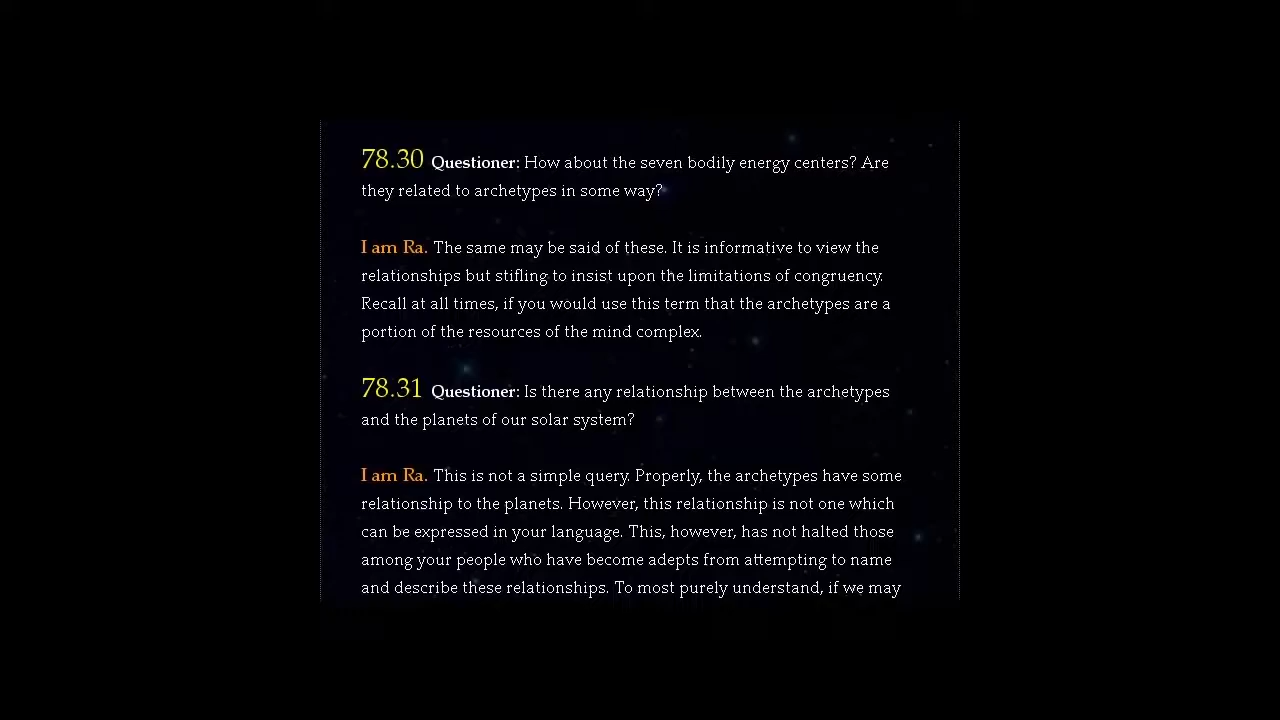 78.30 Questioner: How about the seven bodily energy centers? Are
they related to archetypes in some way?
I am Ra. The same may be said of these. It is informative to view the
relationships but stifling to insist upon the limitations of congruency.
Recall at all times, if you would use this term that the archetypes are a
portion of the resources of the mind complex.
78.31 Questioner: Is there any relationship between the archetypes
and the planets of our solar system?
I am Ra. This is not a simple query. Properly, the archetypes have some
relationship to the planets. However, this relationship is not one which
can be expressed in your language. This, however, has not halted those
among your people who have become adepts from attempting to name
and describe these relationships. To most purely understand, if we may